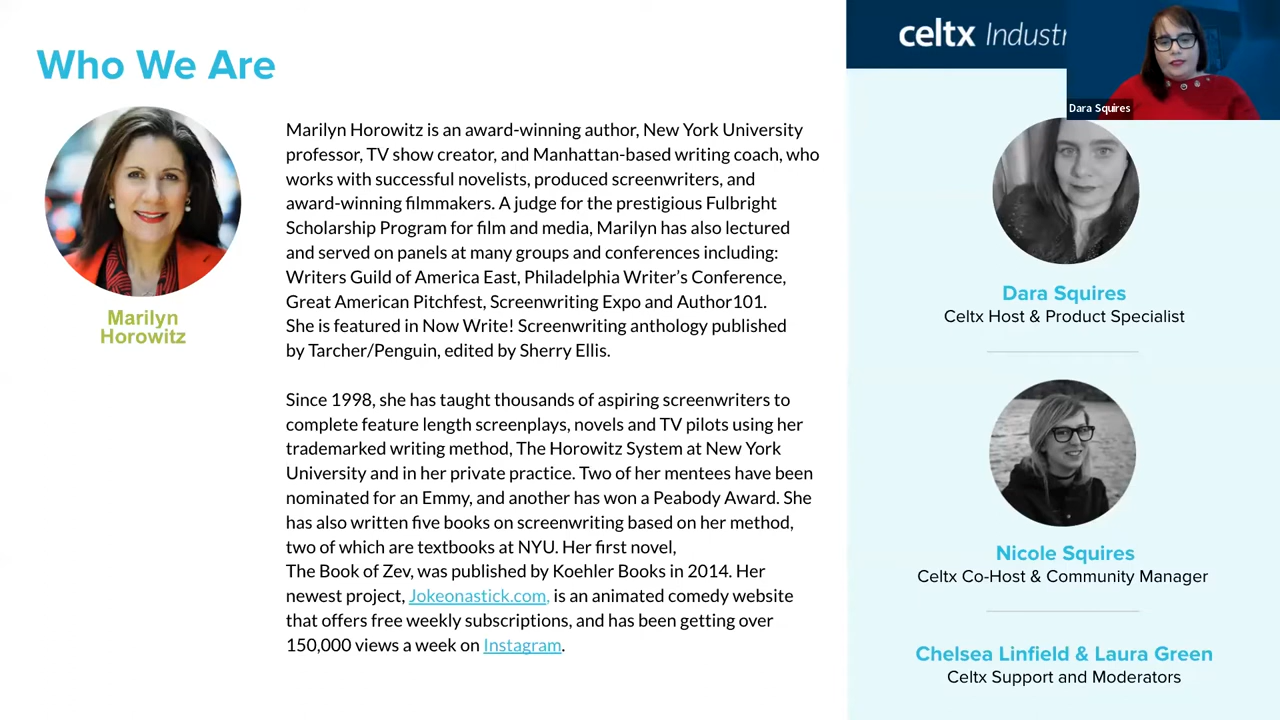 Who We Are
Marilyn
Horowitz
Marilyn Horowitz is an award-winning author, New York University
professor, TV show creator, and Manhattan-based writing coach, who
works with successful novelists, produced screenwriters, and
award-winning filmmakers. A judge for the prestigious Fulbright
Scholarship Program for film and media, Marilyn has also lectured
and served on panels at many groups and conferences including:
Writers Guild of America East, Philadelphia Writer’s Conference,
Great American Pitchfest, Screenwriting Expo and Author101.
She is featured in Now Write! Screenwriting anthology published
by Tarcher/Penguin, edited by Sherry Ellis.
Since 1998, she has taught thousands of aspiring screenwriters to
complete feature length screenplays, novels and TV pilots using her
trademarked writing method, The Horowitz System at New York
University and in her private practice. Two of her mentees have been
nominated for an Emmy, and another has won a Peabody Award. She
has also written five books on screenwriting based on her method,
two of which are textbooks at NYU. Her first novel,
The Book of Zev, was published by Koehler Books in 2014. Her
newest project, Jokeonastick.com, is an animated comedy website
that offers free weekly subscriptions, and has been getting over
150,000 views a week on Instagram.
celtx Industr
Dara Squires
Dara Squires
Celtx Host & Product Specialist
Nicole Squires
Celtx Co-Host & Community Manager
Chelsea Linfield & Laura Green
Celtx Support and Moderators